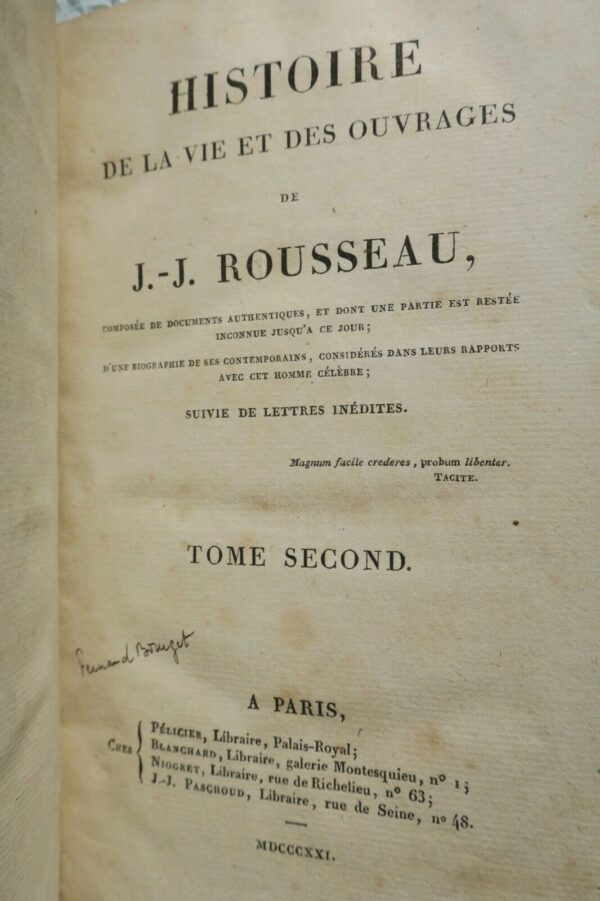 HISTOIRE
DE LA VIE ET DES OUVRAGES
DE
J.-J. ROUSSEAU,
COMPOSÉE DE DOCUMENTS AUTHENTIQUES, ET DONT UNE PARTIE EST RESTÉE
INCONNUE JUSQU'A CE JOUR;
D'UNE BIOGRAPHIE DE SES CONTEMPORAINS, CONSIDÉRÉS DANS LEURS RAPPORTS
AVEC CET HOMME CÉLÈBRE;
SUIVIE DE LETTRES INÉDITES.
Magnum facile crederes, probum libenter.
TACITE.
TOME SECOND.
Fernand Bourget
A PARIS,
CHEZ
PÉLICIER, Libraire, Palais-Royal;
BLANCHARD, Libraire, galerie Montesquieu, nº 1;
NIOGRET, Libraire, rue de Richelieu, nº 63;
J.-J. PASCHOUD, Libraire, rue de Seine, nº 48.
MDCCCXXI.